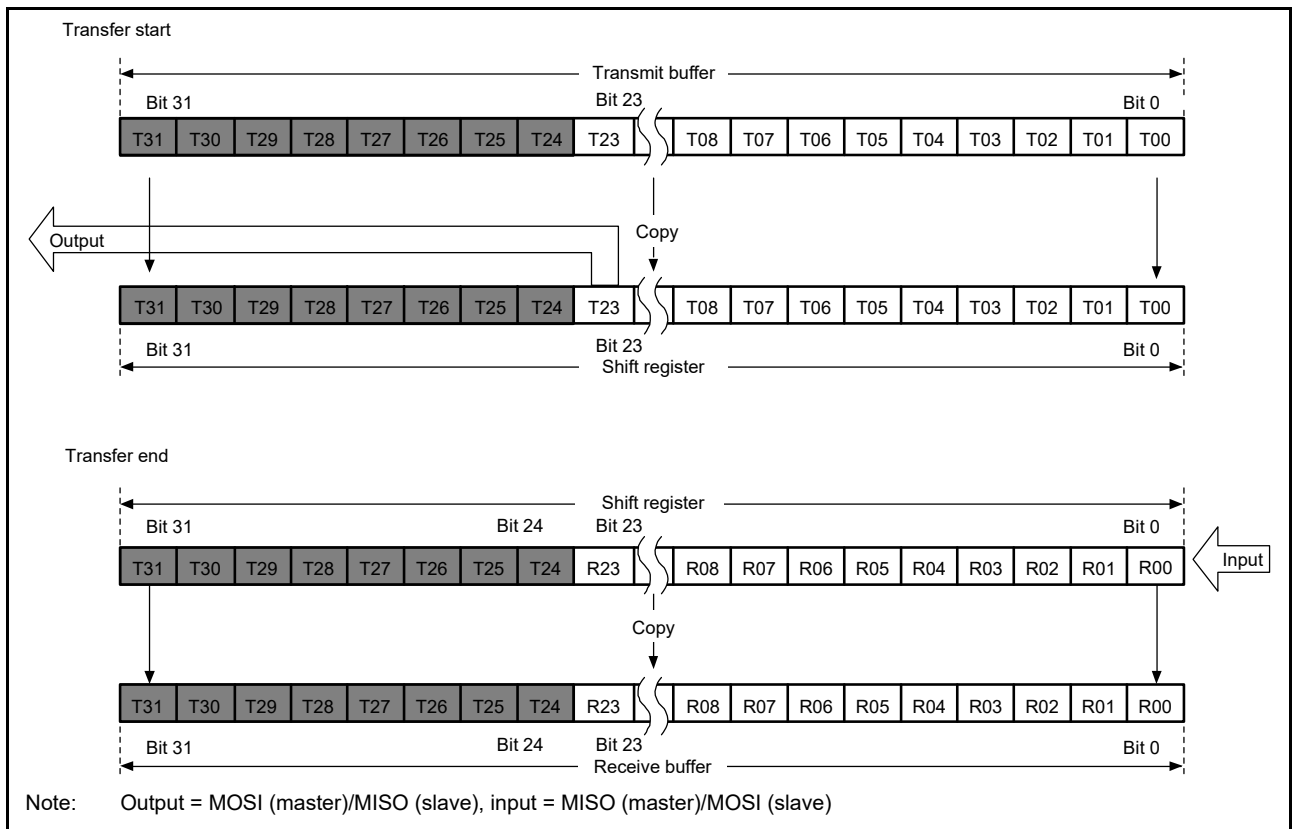 Transfer start
Transmit buffer
Bit 31 Bit 23 Bit 0
T31 T30 T29 T28 T27 T26 T25 T24 T23 T08 T07 T06 T05 T04 T03 T02 T01 T00
Output Copy
T31 T30 T29 T28 T27 T26 T25 T24 T23 T08 T07 T06 T05 T04 T03 T02 T01 T00
Bit 31 Bit 23 Bit 0
Shift register
Transfer end
Shift register
Bit 31 Bit 24 Bit 23 Bit 0
T31 T30 T29 T28 T27 T26 T25 T24 R23 R08 R07 R06 R05 R04 R03 R02 R01 R00 Input
Copy
T31 T30 T29 T28 T27 T26 T25 T24 R23 R08 R07 R06 R05 R04 R03 R02 R01 R00
Bit 31 Bit 24 Bit 23 Bit 0
Receive buffer
Note: Output = MOSI (master)/MISO (slave), input = MISO (master)/MOSI (slave)